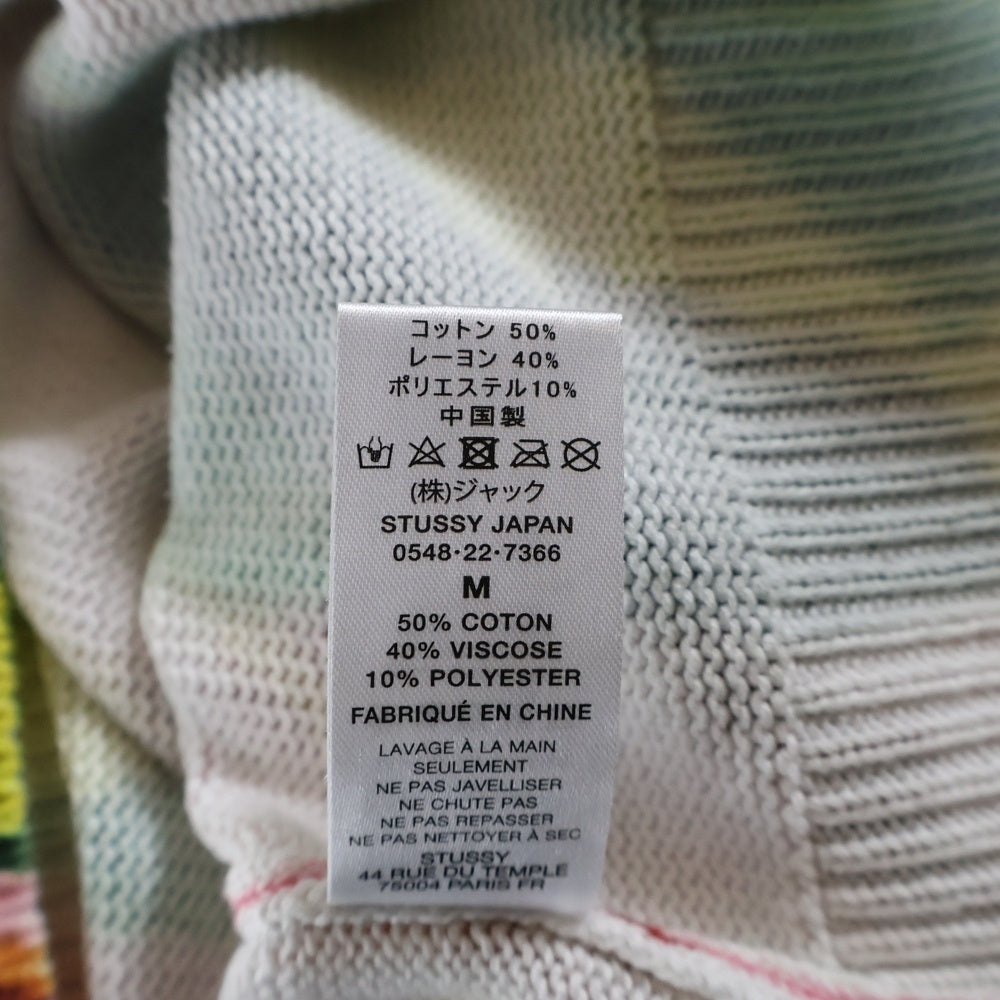 コットン 50%
レーヨン 40%
ポリエステル10%
中国製
(株)ジャック
STUSSY JAPAN
0548·22·7366
M
50% COTON
40% VISCOSE
10% POLYESTER
FABRIQUÉ EN CHINE
LAVAGE À LA MAIN
SEULEMENT
NE PAS JAVELLISER
NE CHUTE PAS
NE PAS REPASSER
NE PAS NETTOYER À SEC
STUSSY
44 RUE DU TEMPLE
75004 PARIS FR